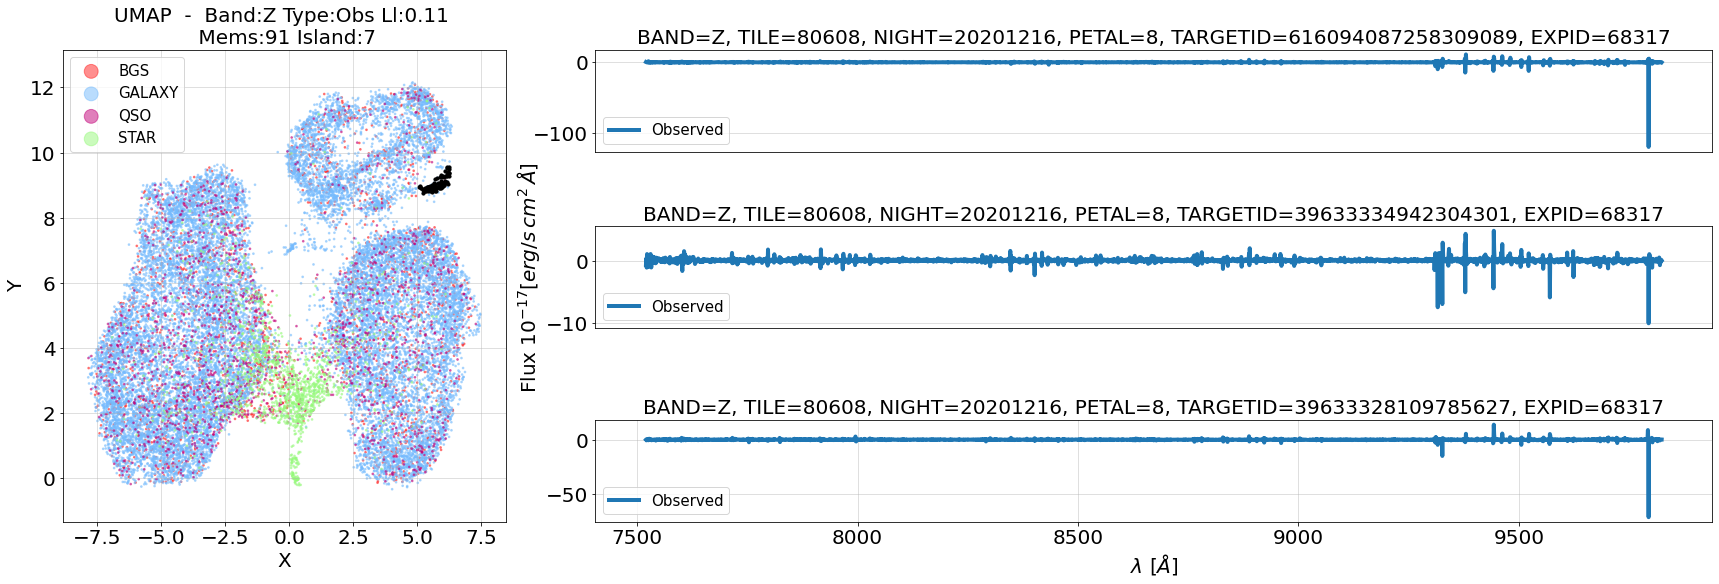 UMAP - Band:Z Type:Obs Ll:0.11
Mems:91 Island:7
BGS
GALAXY
QSO
STAR
12
10
8
6
4
2
0
Y
−7.5 −5.0 −2.5 0.0 2.5 5.0 7.5
X
Flux 10⁻¹⁷[erg/s cm² Å]
BAND=Z, TILE=80608, NIGHT=20201216, PETAL=8, TARGETID=616094087258309089, EXPID=68317
0
−100
Observed
BAND=Z, TILE=80608, NIGHT=20201216, PETAL=8, TARGETID=39633334942304301, EXPID=68317
0
−10
Observed
BAND=Z, TILE=80608, NIGHT=20201216, PETAL=8, TARGETID=39633328109785627, EXPID=68317
0
−50
Observed
7500 8000 8500 9000 9500
λ [Å]